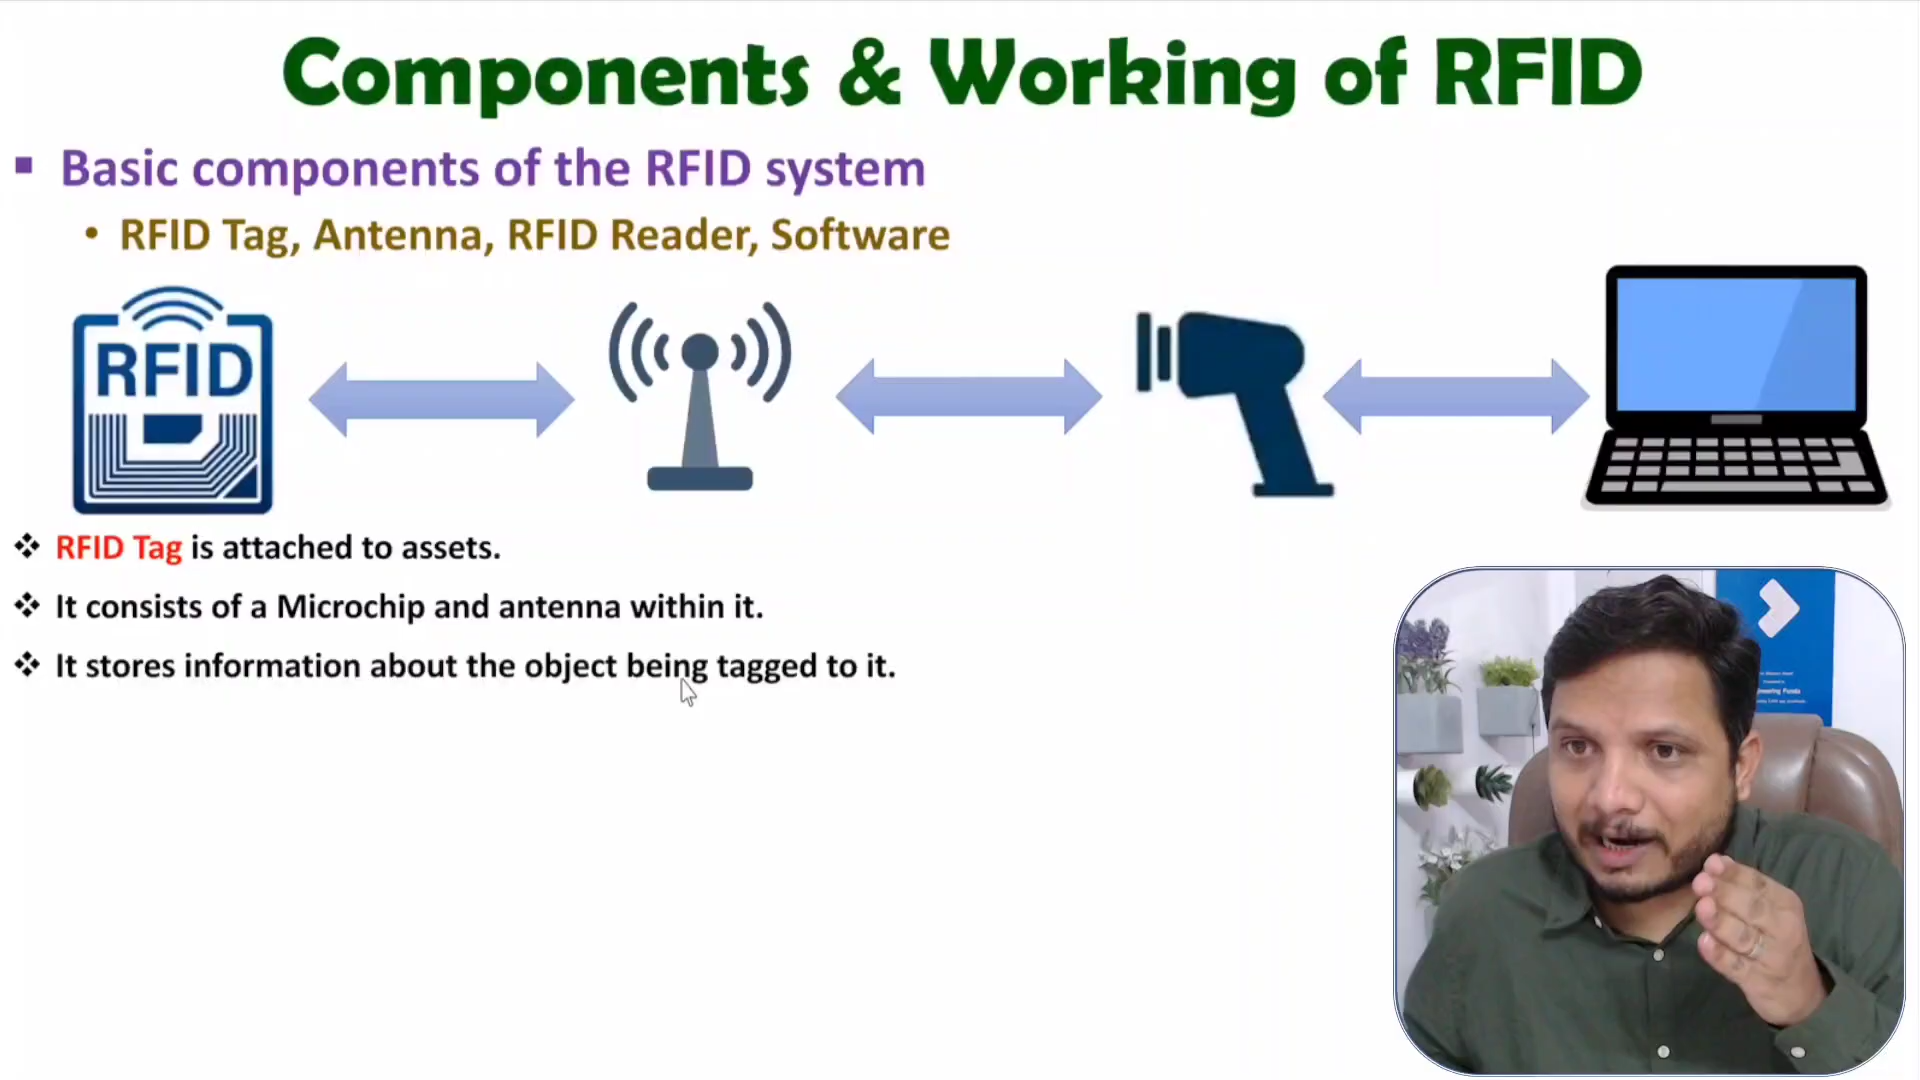 Components & Working of RFID
▪ Basic components of the RFID system
• RFID Tag, Antenna, RFID Reader, Software
RFID
❖ RFID Tag is attached to assets.
❖ It consists of a Microchip and antenna within it.
❖ It stores information about the object being tagged to it.